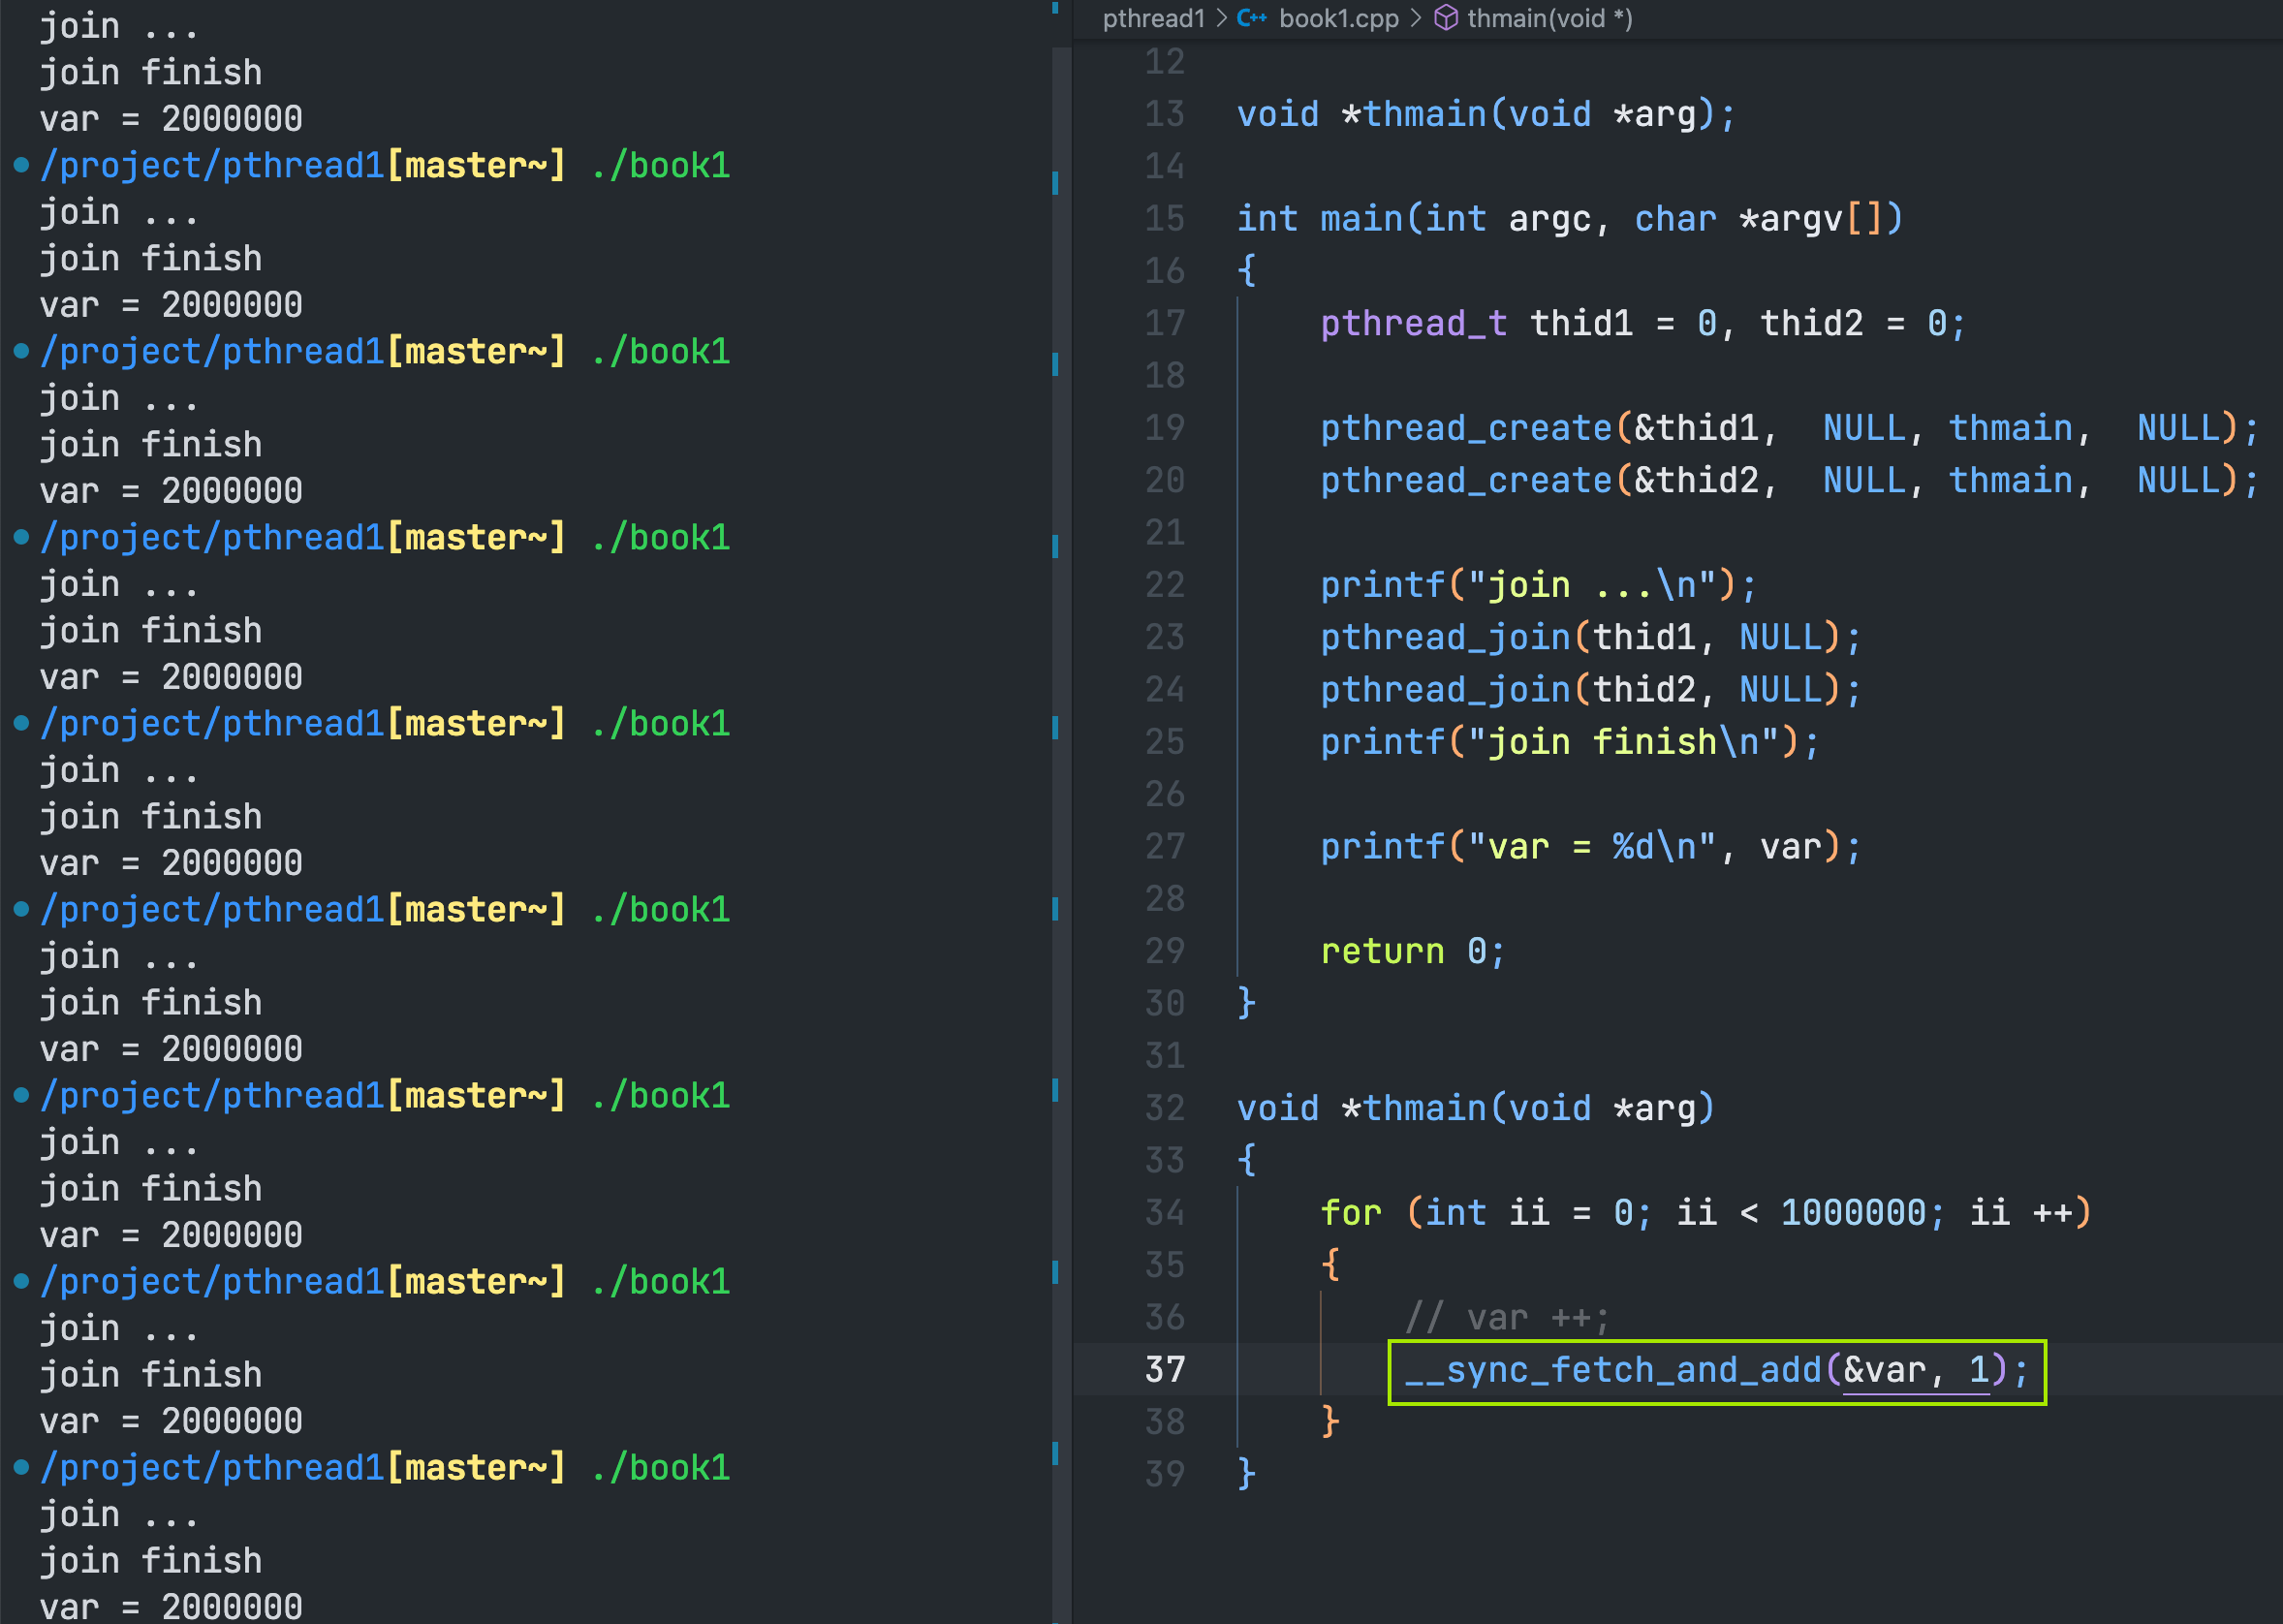 join ...
join finish
var = 2000000
/project/pthread1[master~] ./book1
join ...
join finish
var = 2000000
/project/pthread1[master~] ./book1
join ...
join finish
var = 2000000
/project/pthread1[master~] ./book1
join ...
join finish
var = 2000000
/project/pthread1[master~] ./book1
join ...
join finish
var = 2000000
/project/pthread1[master~] ./book1
join ...
join finish
var = 2000000
/project/pthread1[master~] ./book1
join ...
join finish
var = 2000000
/project/pthread1[master~] ./book1
join ...
join finish
var = 2000000
/project/pthread1[master~] ./book1
join ...
join finish
var = 2000000
pthread1 > C++ book1.cpp > thmain(void *)
12
13 void *thmain(void *arg);
14
15 int main(int argc, char *argv[])
16 {
17 pthread_t thid1 = 0, thid2 = 0;
18
19 pthread_create(&thid1, NULL, thmain, NULL);
20 pthread_create(&thid2, NULL, thmain, NULL);
21
22 printf("join ...\n");
23 pthread_join(thid1, NULL);
24 pthread_join(thid2, NULL);
25 printf("join finish\n");
26
27 printf("var = %d\n", var);
28
29 return 0;
30 }
31
32 void *thmain(void *arg)
33 {
34 for (int ii = 0; ii < 1000000; ii ++)
35 {
36 // var ++;
37 __sync_fetch_and_add(&var, 1);
38 }
39 }